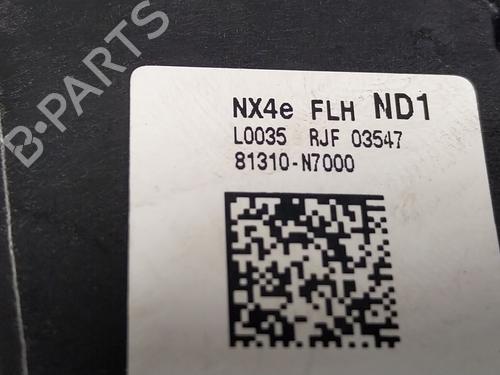 B-PARTS
NX4e FLH ND1
L0035 RJF 03547
81310-N7000